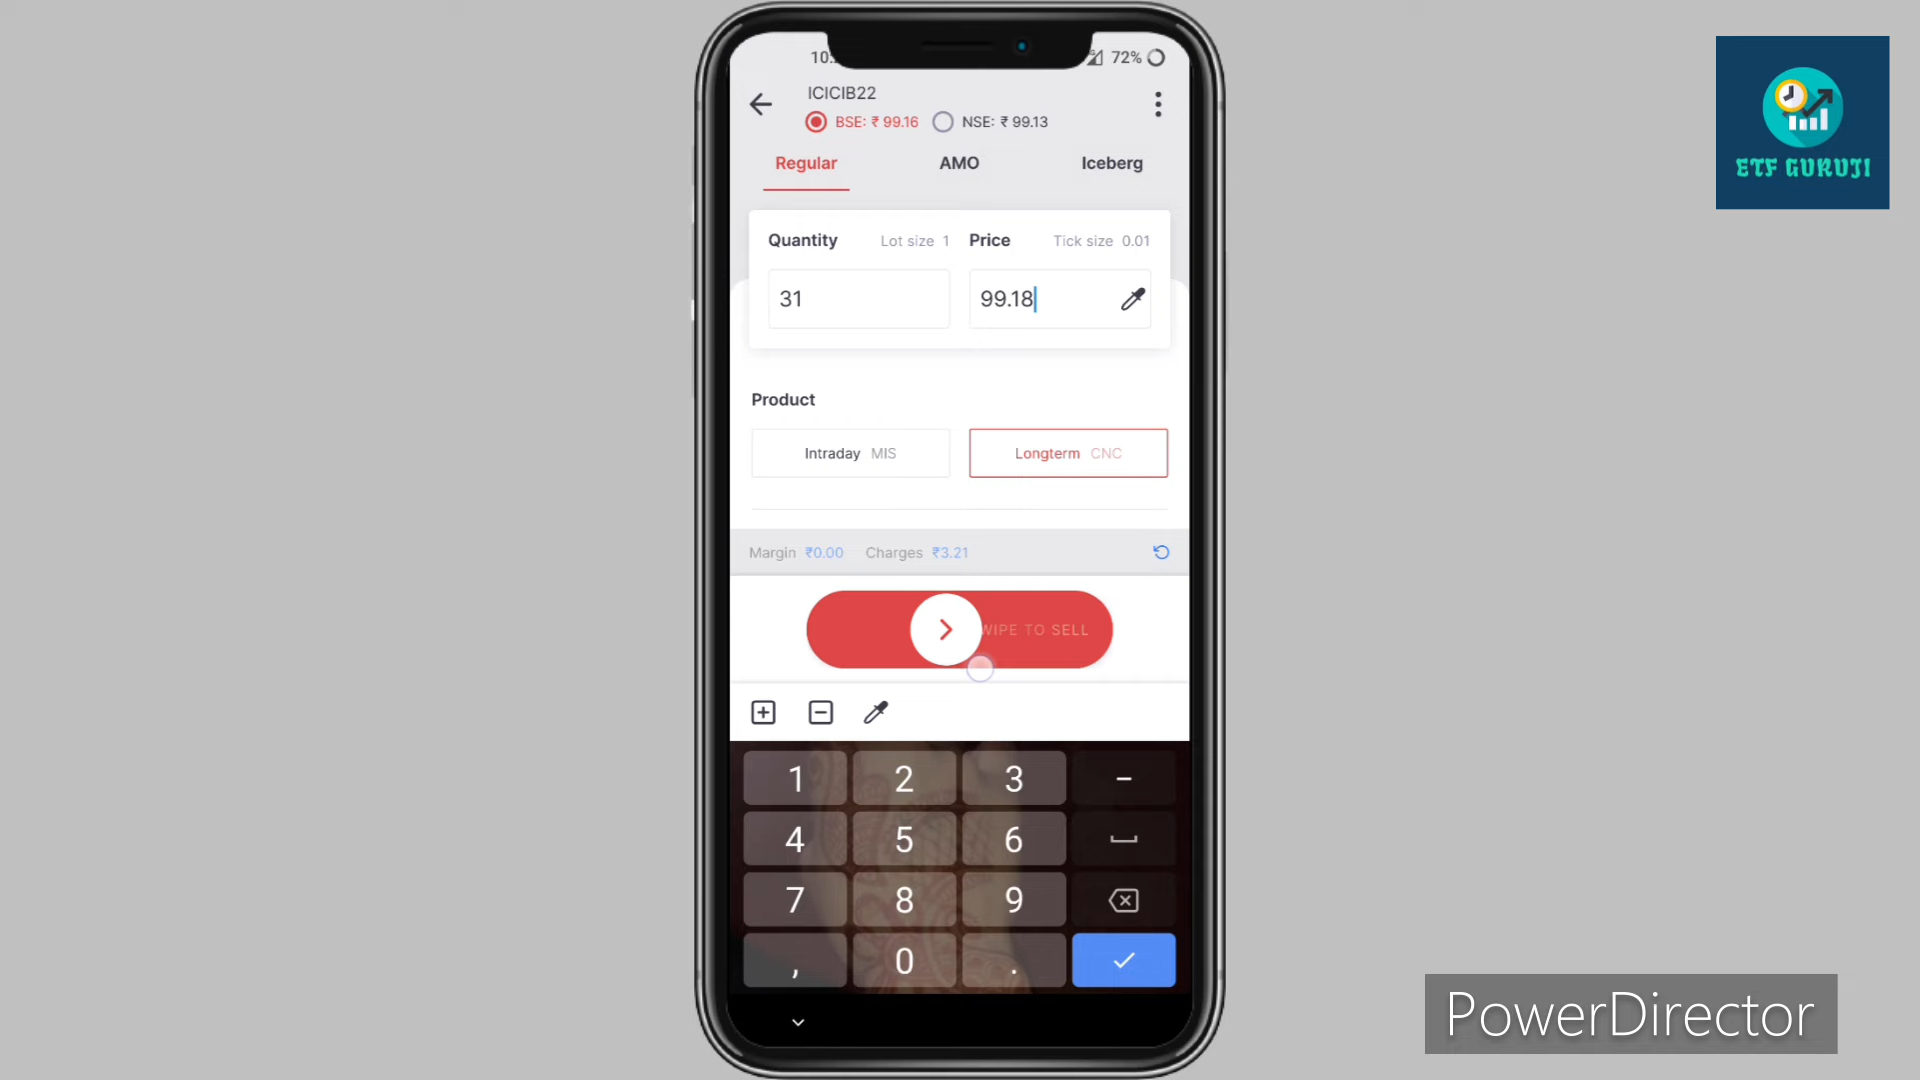 10:
72%
ICICIB22
BSE: ₹ 99.16 NSE: ₹ 99.13
Regular AMO Iceberg
Quantity Lot size 1 Price Tick size 0.01
31 99.18
Product
Intraday MIS Longterm CNC
Margin ₹0.00 Charges ₹3.21
WIPE TO SELL
1 2 3 −
4 5 6
7 8 9
, 0 .
ETF GURUJI
PowerDirector